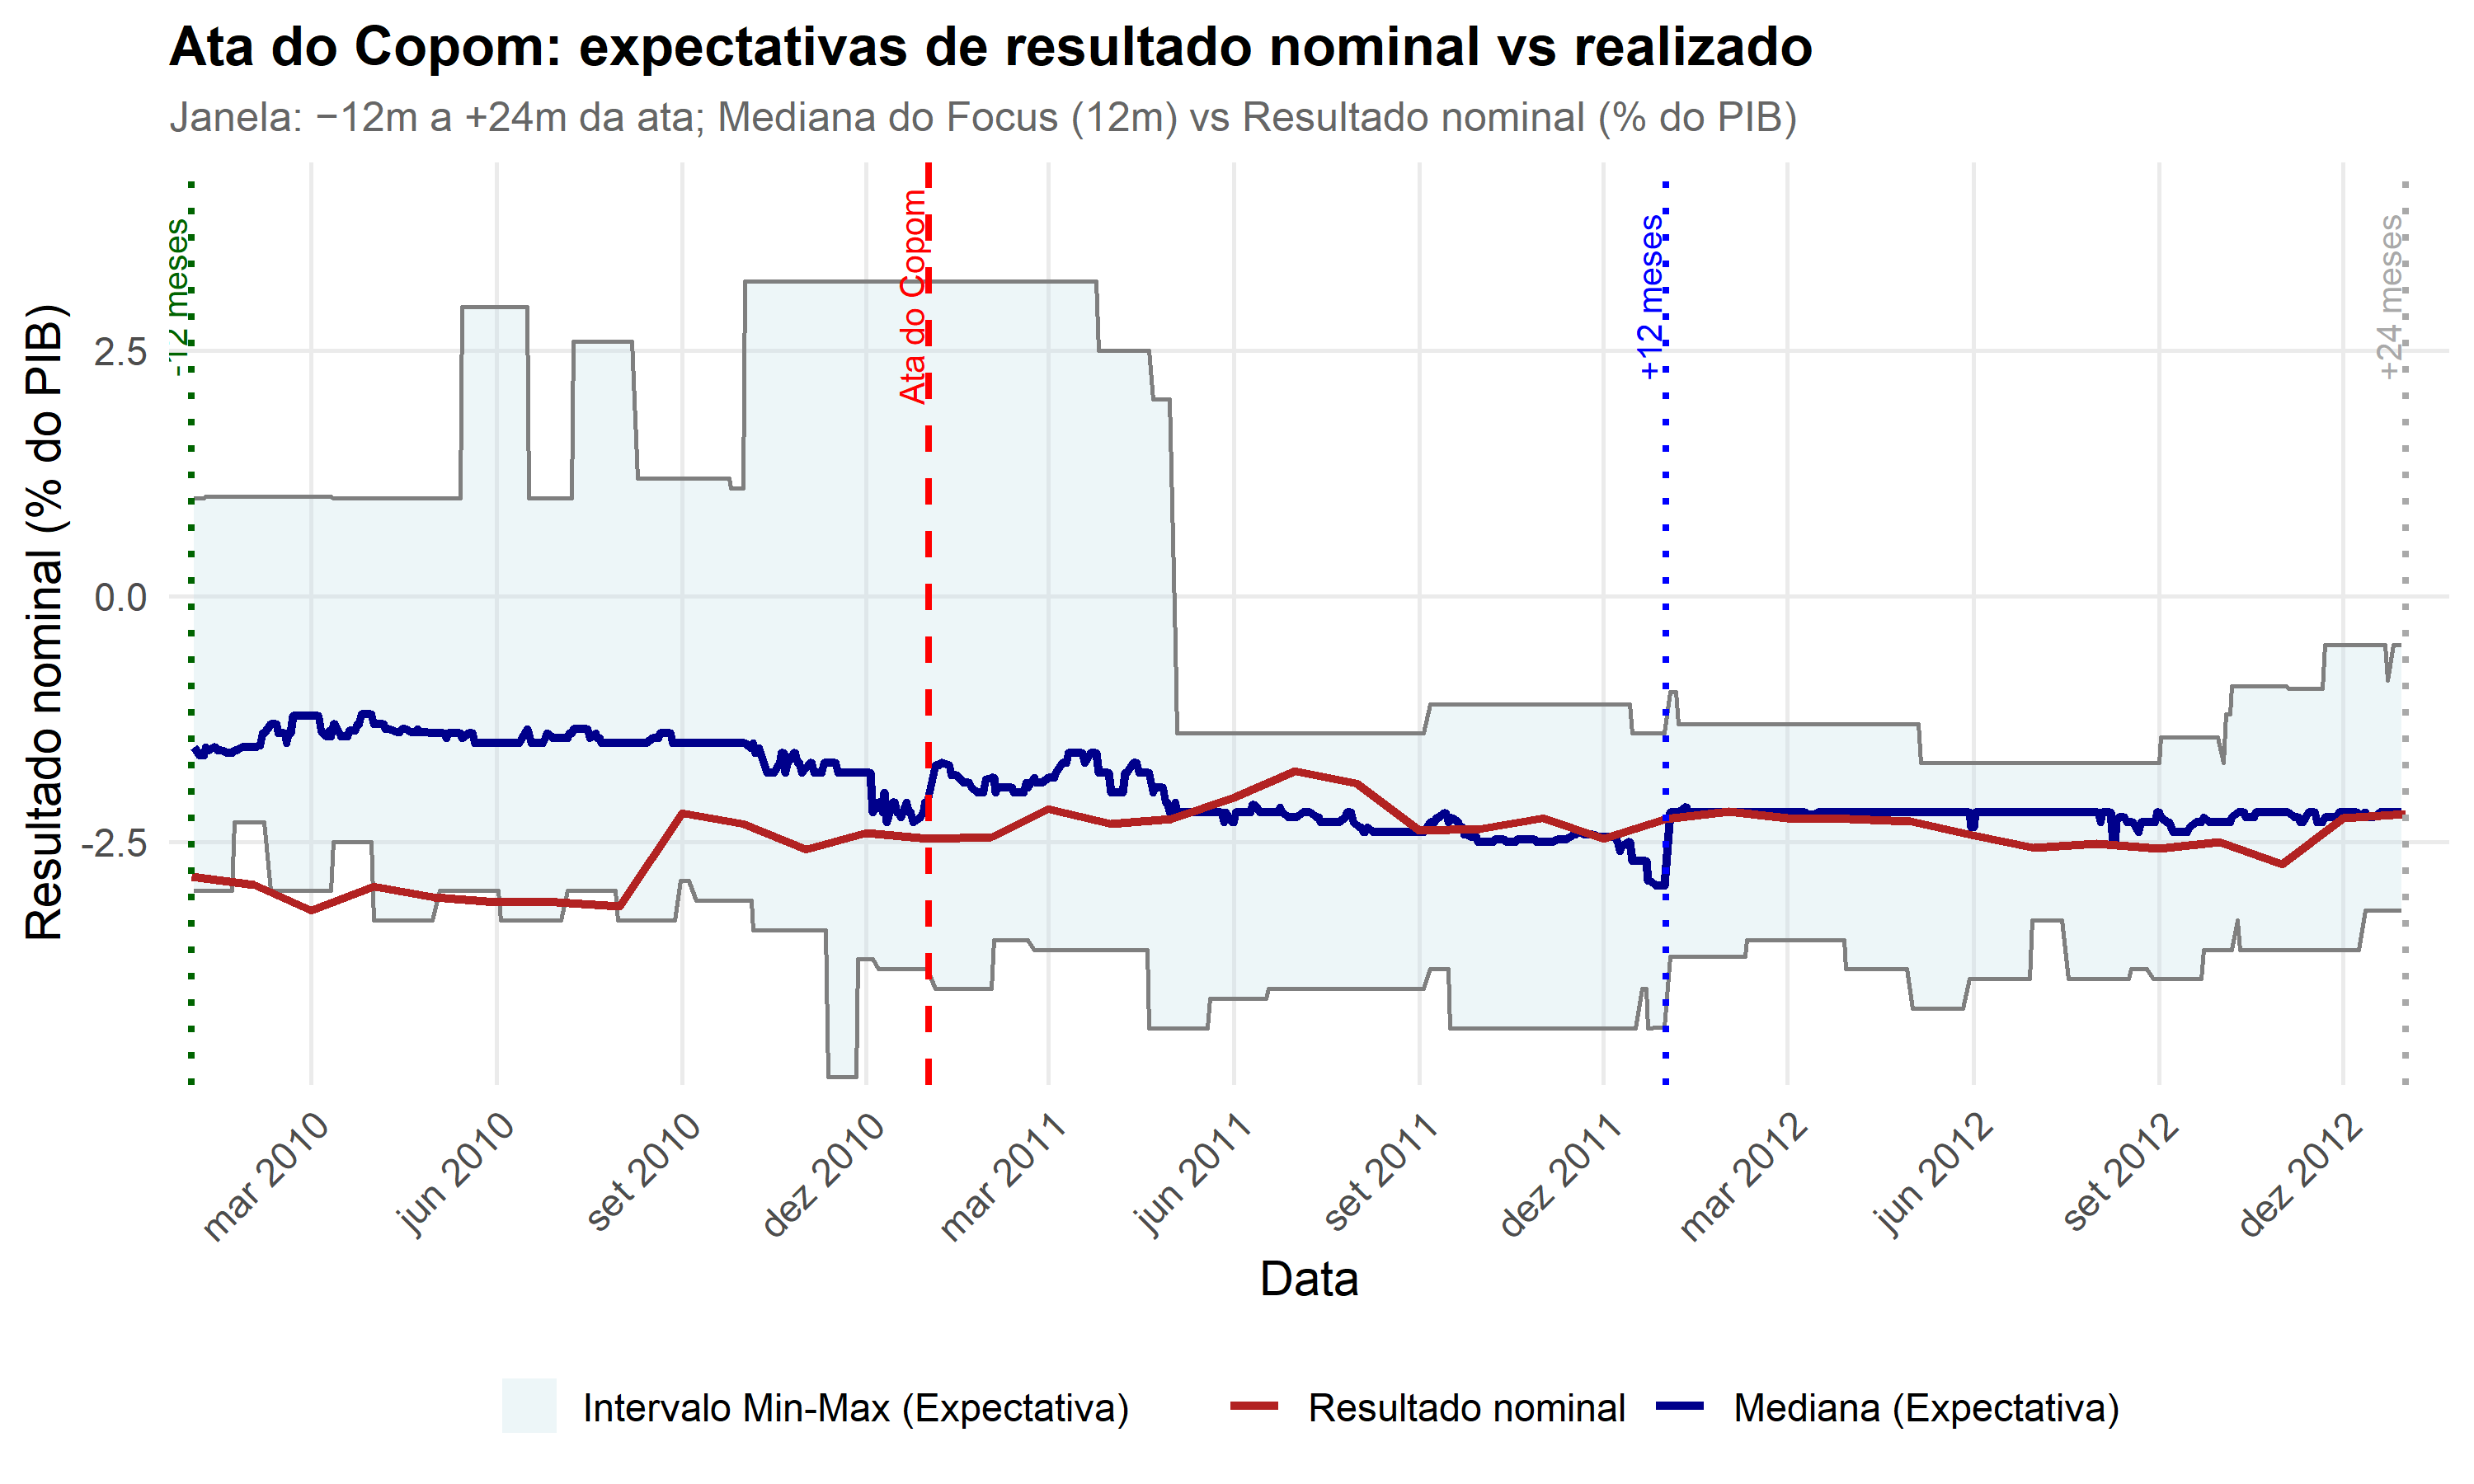 Ata do Copom: expectativas de resultado nominal vs realizado
Janela: −12m a +24m da ata; Mediana do Focus (12m) vs Resultado nominal (% do PIB)
Resultado nominal (% do PIB)
2.5
0.0
-2.5
-12 meses
Ata do Copom
+12 meses
+24 meses
mar 2010
jun 2010
set 2010
dez 2010
mar 2011
jun 2011
set 2011
dez 2011
mar 2012
jun 2012
set 2012
dez 2012
Data
Intervalo Min-Max (Expectativa)
Resultado nominal
Mediana (Expectativa)